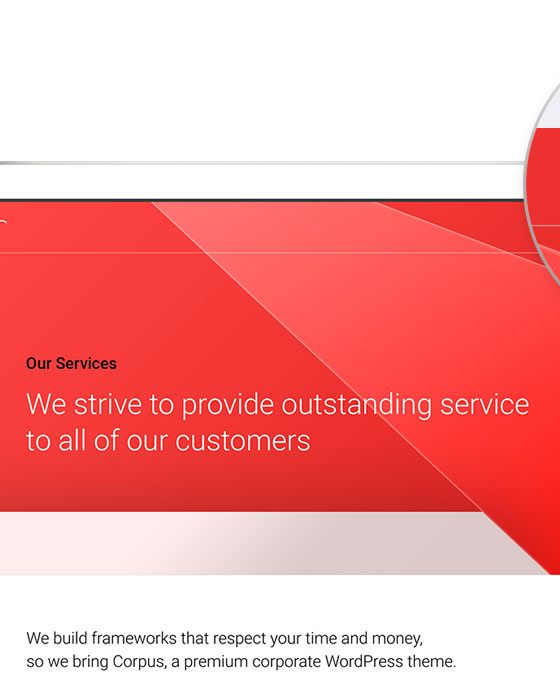 Our Services
We strive to provide outstanding service
to all of our customers
We build frameworks that respect your time and money,
so we bring Corpus, a premium corporate WordPress theme.